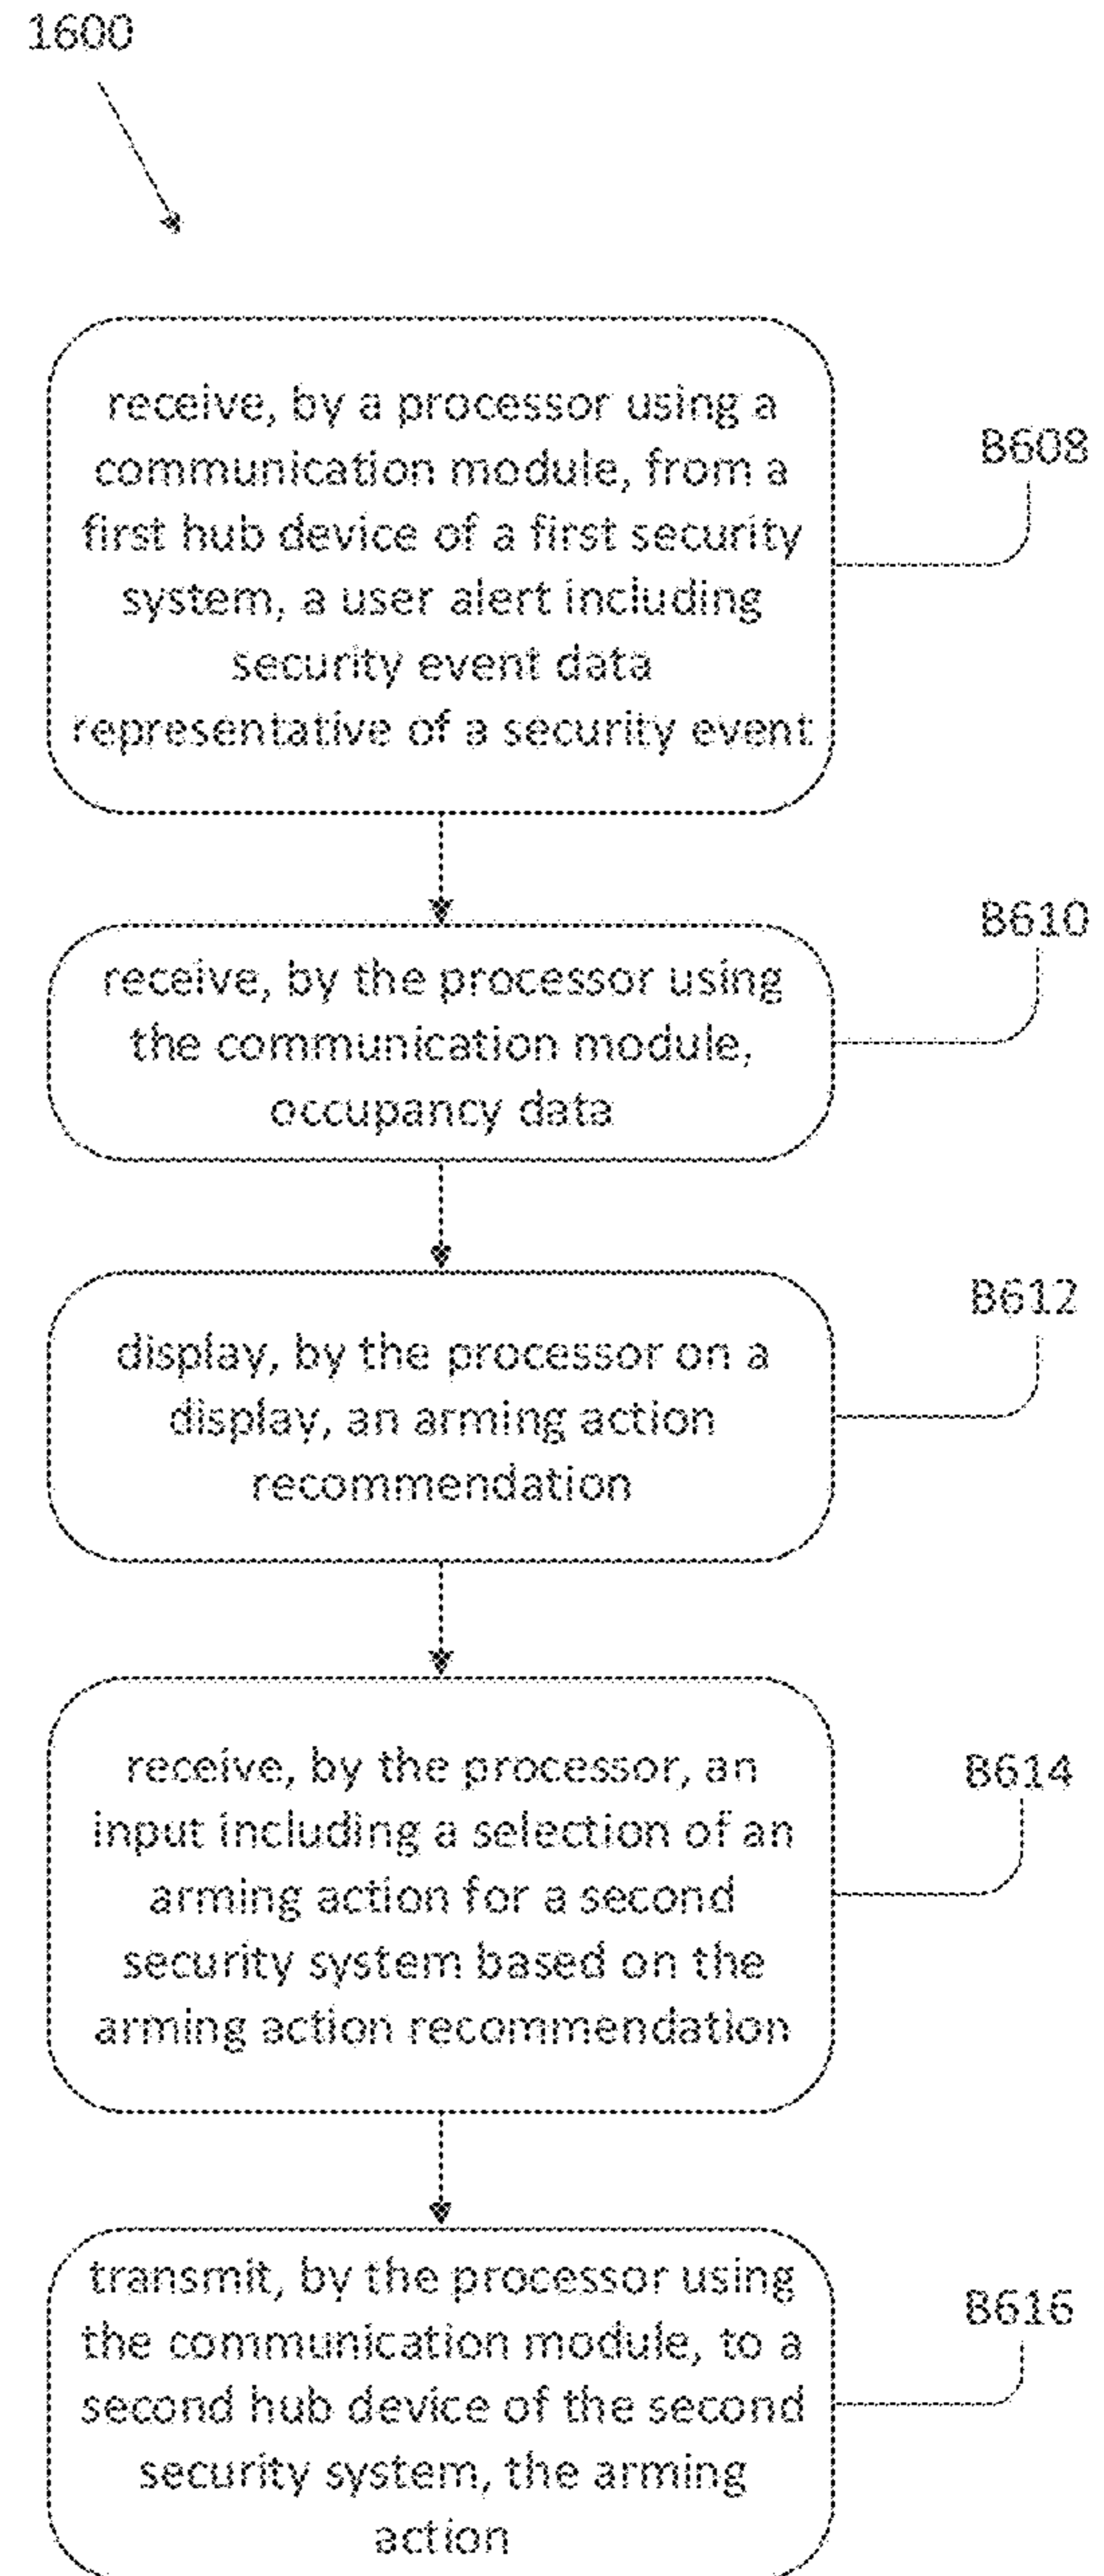 1600
receive, by a processor using a
communication module, from a
first hub device of a first security
system, a user alert including
security event data
representative of a security event
B608
receive, by the processor using
the communication module,
occupancy data
B610
display, by the processor on a
display, an arming action
recommendation
B612
receive, by the processor, an
input including a selection of an
arming action for a second
security system based on the
arming action recommendation
B614
transmit, by the processor using
the communication module, to a
second hub device of the second
security system, the arming
action
B616